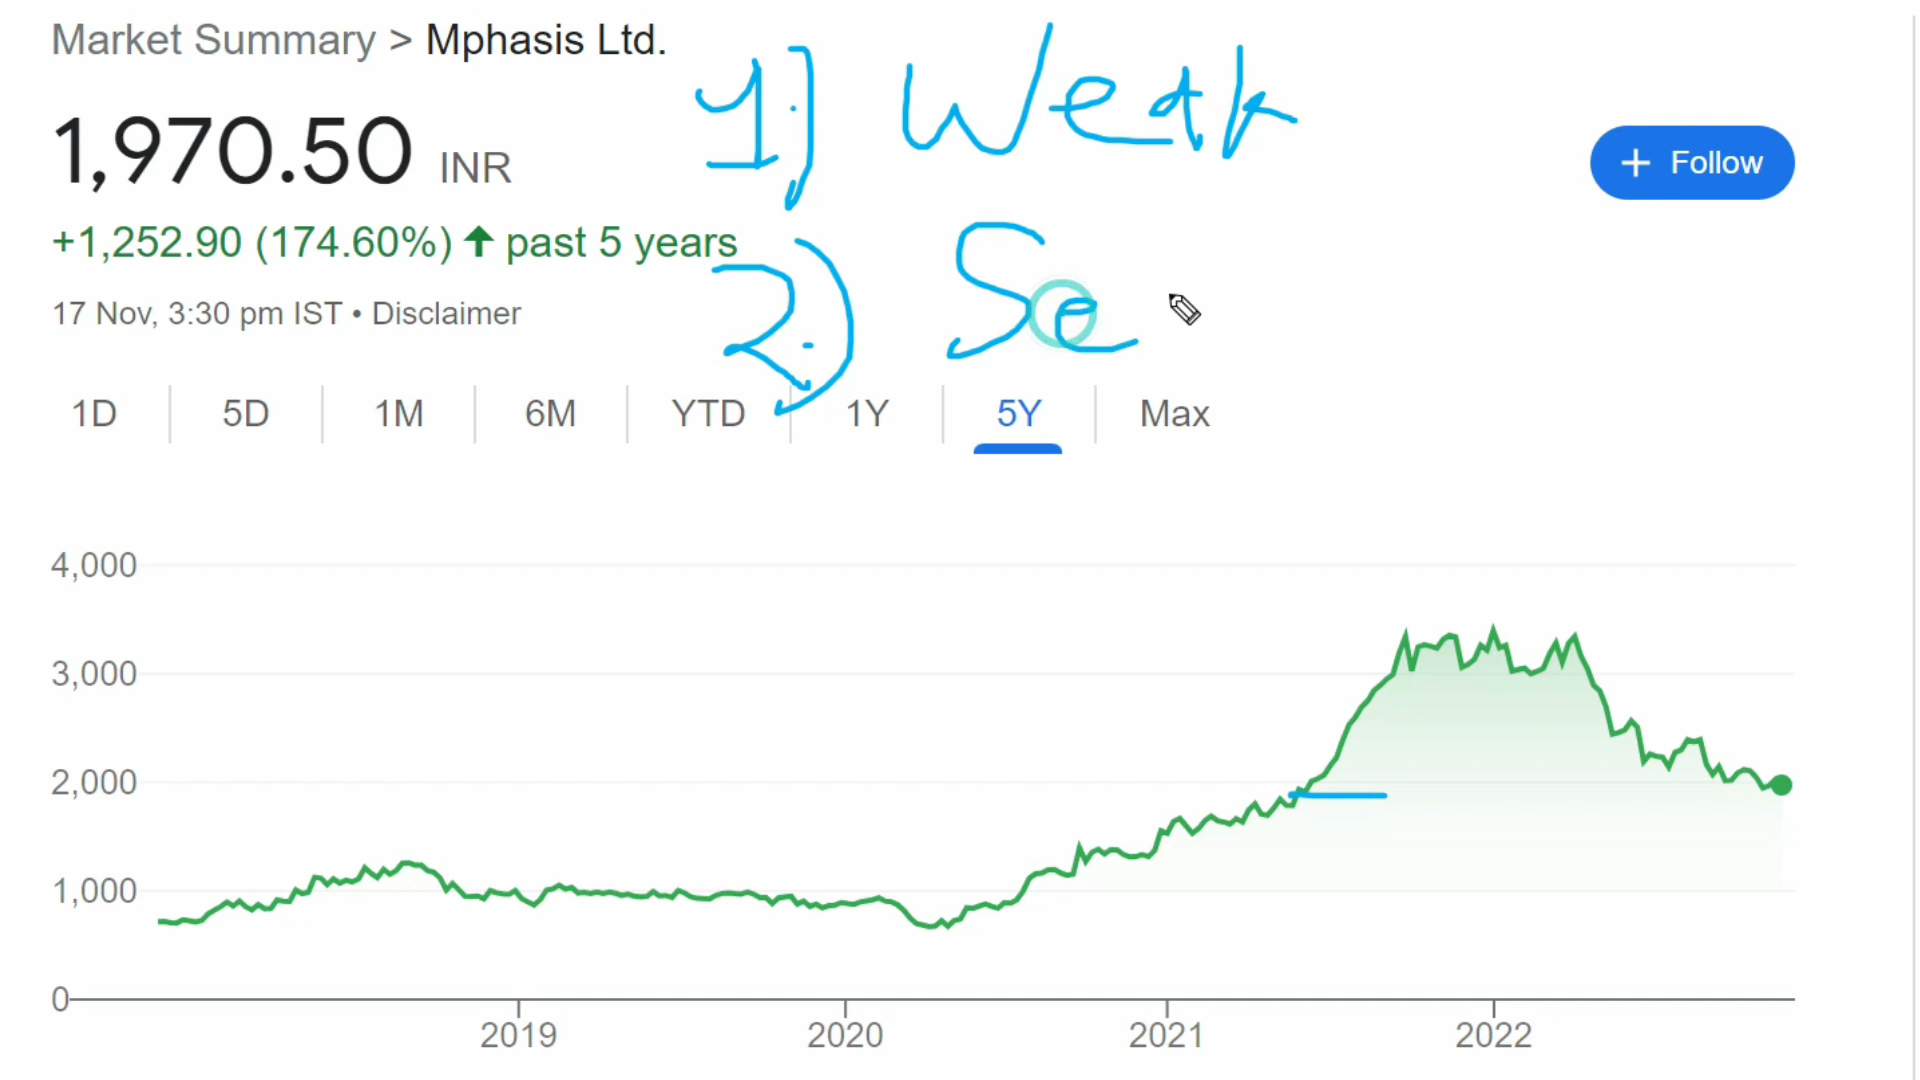 Market Summary > Mphasis Ltd.
1.) Weak
1,970.50 INR
+ Follow
+1,252.90 (174.60%) ↑ past 5 years
2.) Se
17 Nov, 3:30 pm IST • Disclaimer
1D 5D 1M 6M YTD 1Y 5Y Max
4,000
3,000
2,000
1,000
0
2019 2020 2021 2022